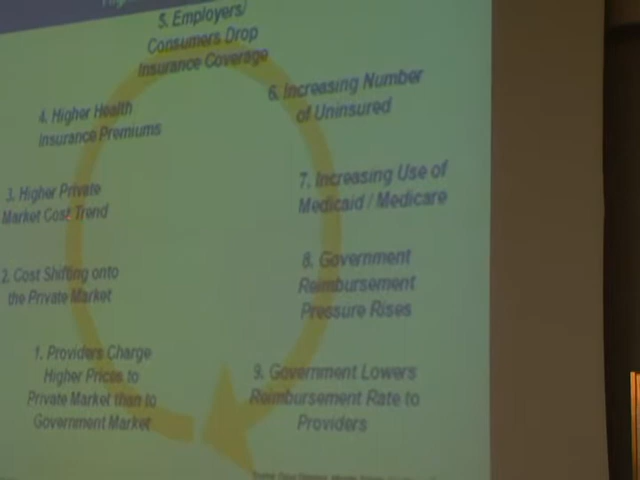 5. Employers/
Consumers Drop
Insurance Coverage
4. Higher Health
Insurance Premiums
6. Increasing Number
of Uninsured
3. Higher Private
Market Cost Trend
7. Increasing Use of
Medicaid / Medicare
2. Cost Shifting onto
the Private Market
8. Government
Reimbursement
Pressure Rises
1. Providers Charge
Higher Prices to
Private Market than to
Government Market
9. Government Lowers
Reimbursement Rate to
Providers